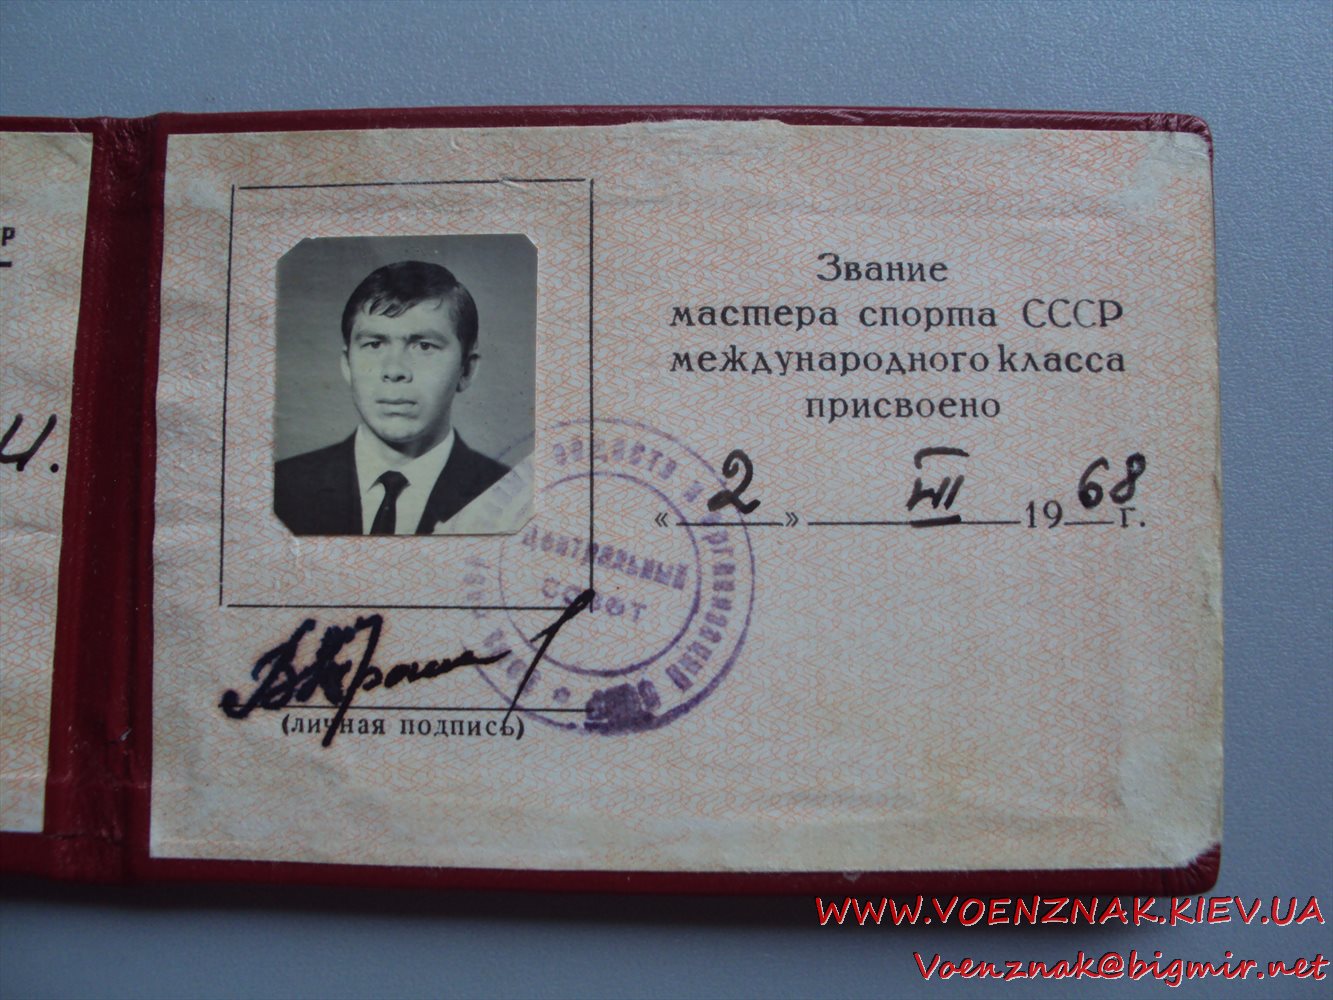 Р
И.
Звание
мастера спорта СССР
международного класса
присвоено
«2» VII 1968 г.
Центральный
совет
(личная подпись)
WWW.VOENZNAK.KIEV.UA
Voenznak@bigmir.net